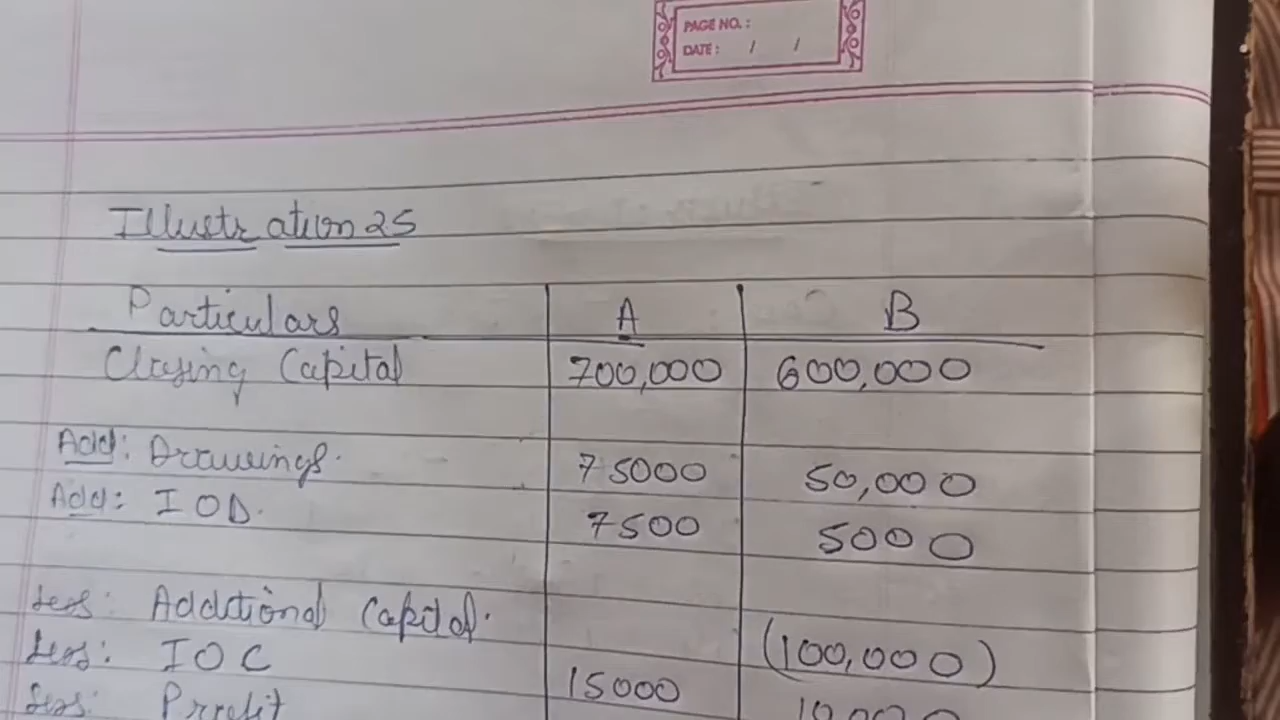 PAGE NO. :
DATE : / /
Illustration 25
Particulars A B
Closing Capital 700,000 600,000
Add: Drawings. 75000 50,000
Add: IOD. 7500 5000
Less: Additional Capital. (100,000)
Less: IOC 15000
Less: Profit